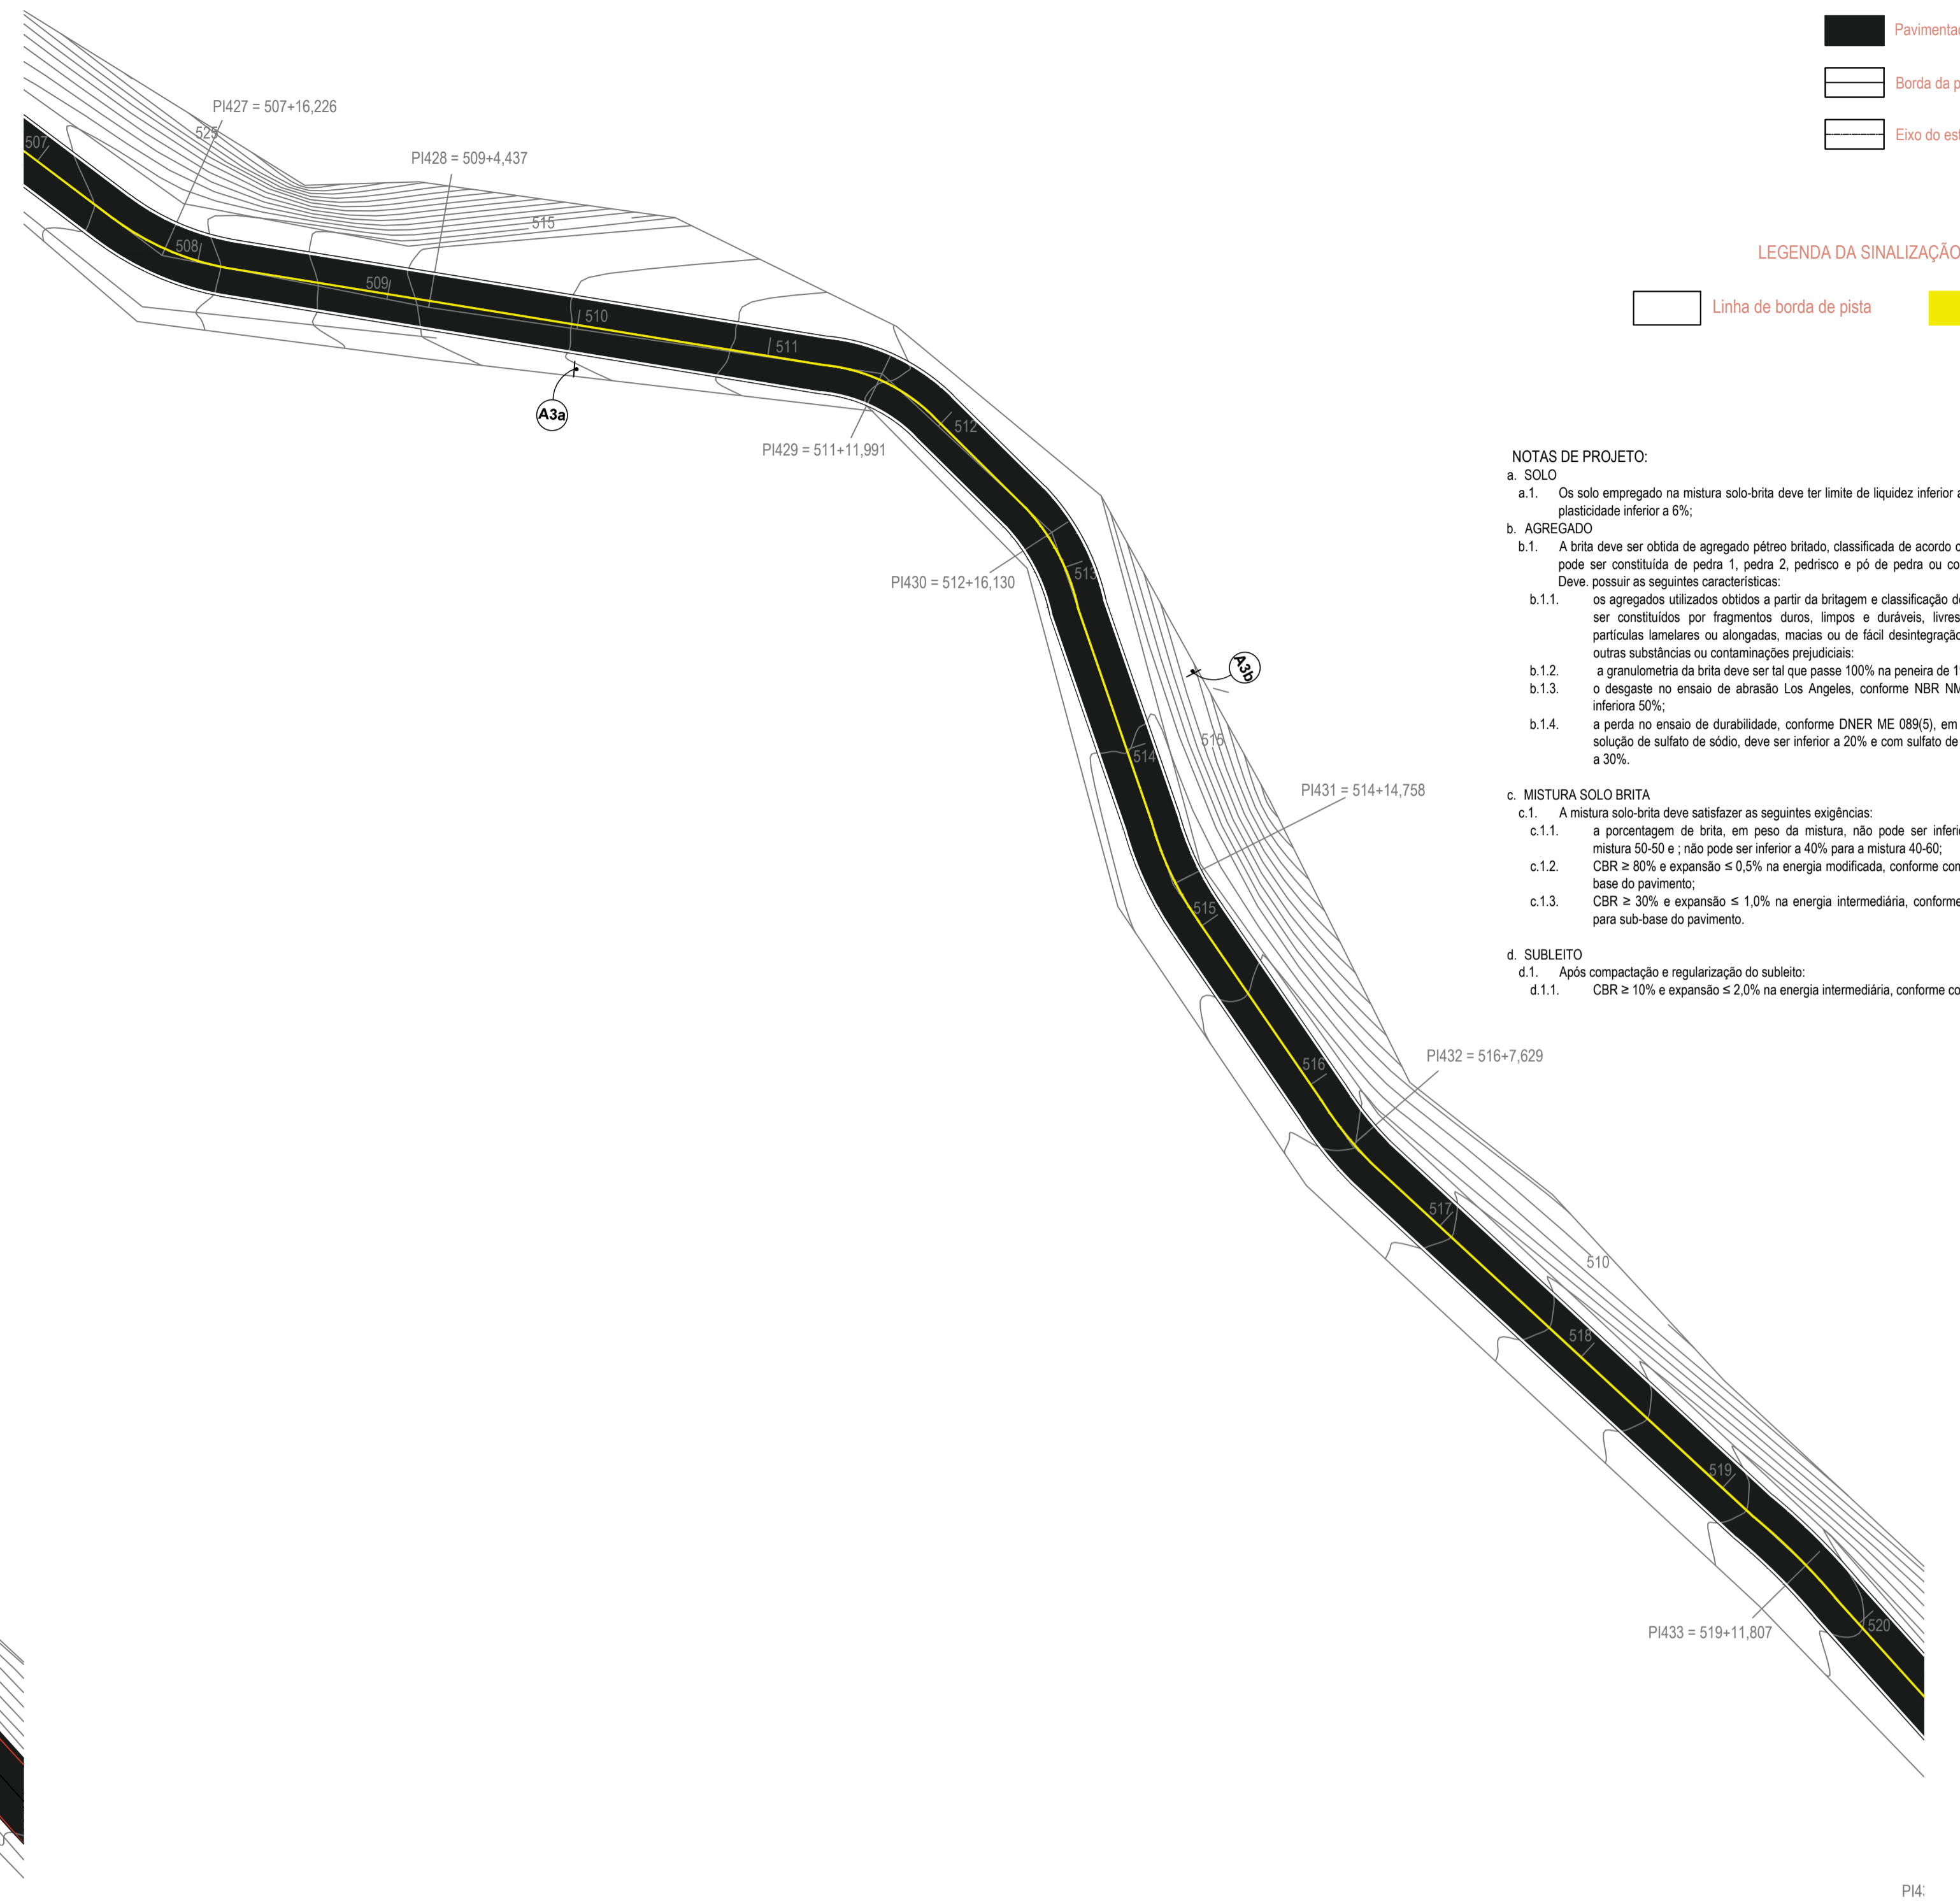 PI427 = 507+16,226
525
PI428 = 509+4,437
507
515
508
509
510
511
A3a
PI429 = 511+11,991
512
PI430 = 512+16,130
513
A3b
515
514
PI431 = 514+14,758
515
516
PI432 = 516+7,629
517
510
518
519
PI433 = 519+11,807
520
Borda da p
Eixo do est
LEGENDA DA SINALIZAÇÃO
Linha de borda de pista
NOTAS DE PROJETO:
a. SOLO
a.1. Os solo empregado na mistura solo-brita deve ter limite de liquidez inferior a
plasticidade inferior a 6%;
b. AGREGADO
b.1. A brita deve ser obtida de agregado pétreo britado, classificada de acordo c
pode ser constituída de pedra 1, pedra 2, pedrisco e pó de pedra ou co
Deve. possuir as seguintes características:
b.1.1. os agregados utilizados obtidos a partir da britagem e classificação de
ser constituídos por fragmentos duros, limpos e duráveis, livres
partículas lamelares ou alongadas, macias ou de fácil desintegração
outras substâncias ou contaminações prejudiciais:
b.1.2. a granulometria da brita deve ser tal que passe 100% na peneira de 1
b.1.3. o desgaste no ensaio de abrasão Los Angeles, conforme NBR NM
inferiora 50%;
b.1.4. a perda no ensaio de durabilidade, conforme DNER ME 089(5), em
solução de sulfato de sódio, deve ser inferior a 20% e com sulfato de
a 30%.
c. MISTURA SOLO BRITA
c.1. A mistura solo-brita deve satisfazer as seguintes exigências:
c.1.1. a porcentagem de brita, em peso da mistura, não pode ser inferi
mistura 50-50 e ; não pode ser inferior a 40% para a mistura 40-60;
c.1.2. CBR ≥ 80% e expansão ≤ 0,5% na energia modificada, conforme con
base do pavimento;
c.1.3. CBR ≥ 30% e expansão ≤ 1,0% na energia intermediária, conforme
para sub-base do pavimento.
d. SUBLEITO
d.1. Após compactação e regularização do subleito:
d.1.1. CBR ≥ 10% e expansão ≤ 2,0% na energia intermediária, conforme co